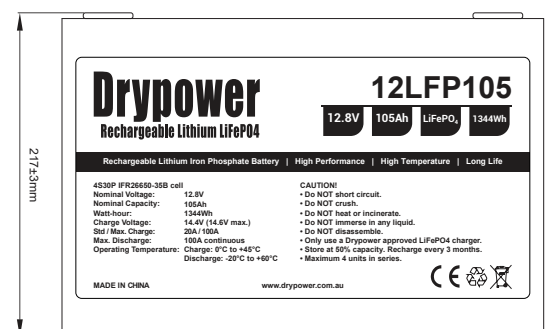 217±3mm
Drypower
Rechargeable Lithium LiFePO4
12LFP105
12.8V 105Ah LiFePO₄ 1344Wh
Rechargeable Lithium Iron Phosphate Battery | High Performance | High Temperature | Long Life
4S30P IFR26650-35B cell
Nominal Voltage: 12.8V
Nominal Capacity: 105Ah
Watt-hour: 1344Wh
Charge Voltage: 14.4V (14.6V max.)
Std / Max. Charge: 20A / 100A
Max. Discharge: 100A continuous
Operating Temperature: Charge: 0°C to +45°C
Discharge: -20°C to +60°C
CAUTION!
• Do NOT short circuit.
• Do NOT crush.
• Do NOT heat or incinerate.
• Do NOT immerse in any liquid.
• Do NOT disassemble.
• Only use a Drypower approved LiFePO4 charger.
• Store at 50% capacity. Recharge every 3 months.
• Maximum 4 units in series.
MADE IN CHINA
www.drypower.com.au
CE